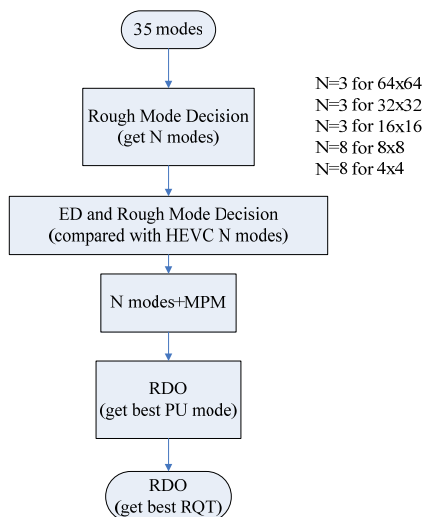 35 modes
Rough Mode Decision
(get N modes)
ED and Rough Mode Decision
(compared with HEVC N modes)
N modes+MPM
RDO
(get best PU mode)
RDO
(get best RQT)
N=3 for 64x64
N=3 for 32x32
N=3 for 16x16
N=8 for 8x8
N=8 for 4x4